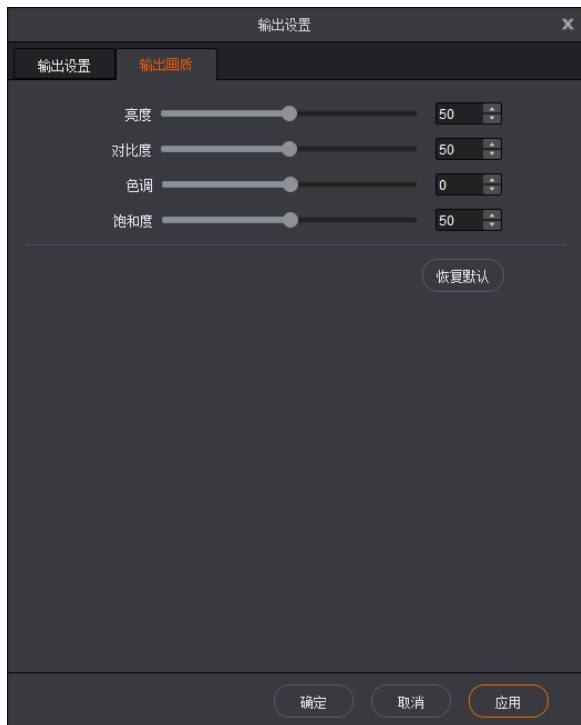 输出设置
输出设置 输出画质
亮度 50
对比度 50
色调 0
饱和度 50
恢复默认
确定 取消 应用